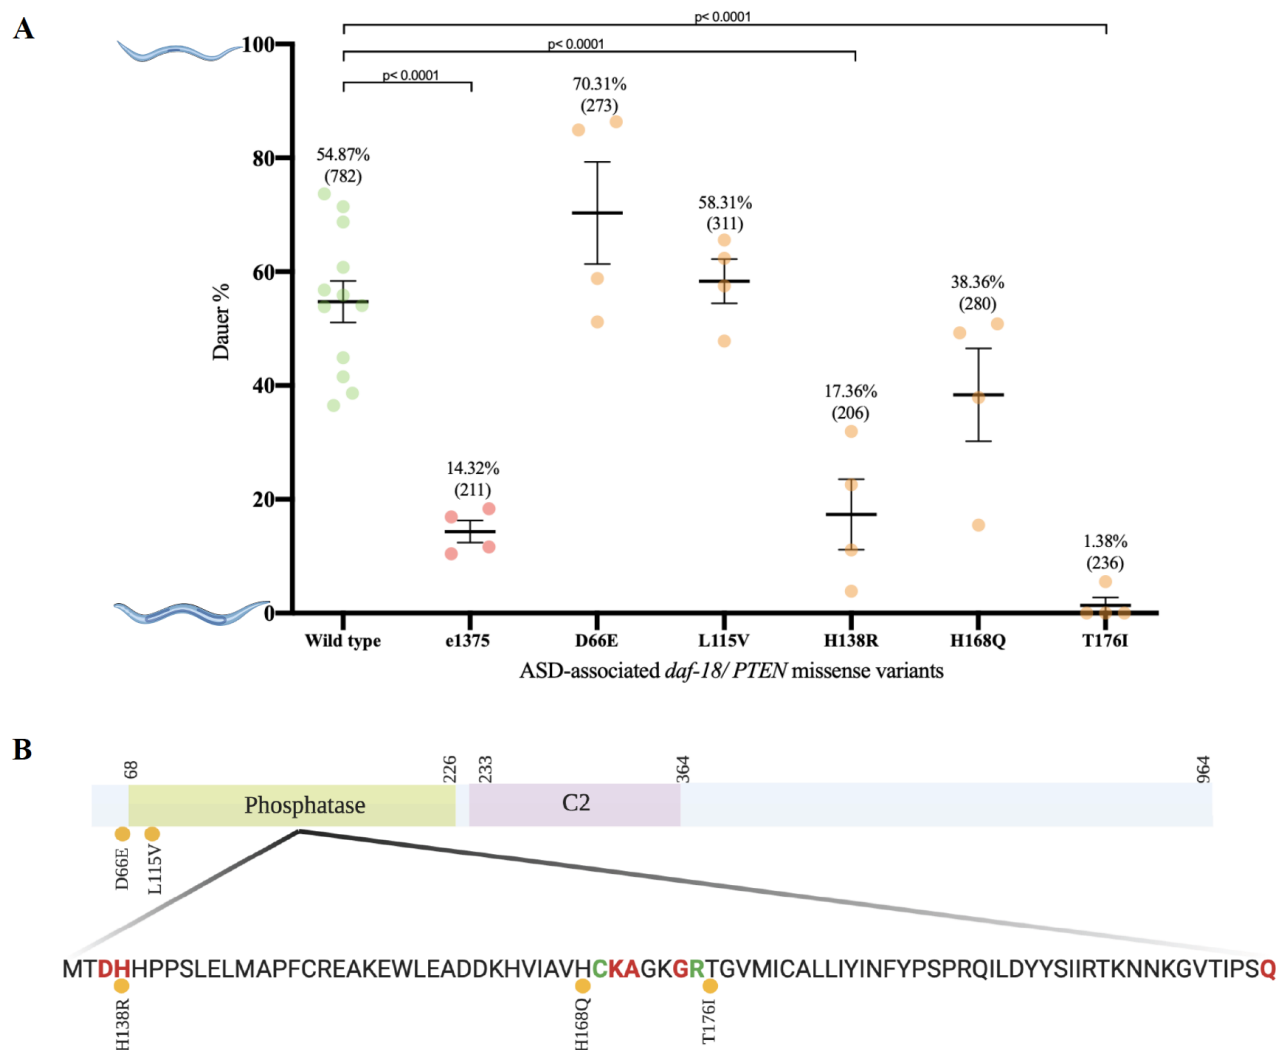 A
p< 0.0001
p< 0.0001
p< 0.0001
100
80
60
40
20
0
Dauer %
54.87%
(782)
14.32%
(211)
70.31%
(273)
58.31%
(311)
17.36%
(206)
38.36%
(280)
1.38%
(236)
Wild type e1375 D66E L115V H138R H168Q T176I
ASD-associated daf-18/ PTEN missense variants
B
68 226 233 364 964
Phosphatase C2
D66E L115V
MTDHHPPSLELMAPFCREAKEWLEADDKHVIAVHCKAGKGRTGVMICALLIYINFYPSPRQILDYYSIIRTKNNKGVTIPSQ
H138R H168Q T176I